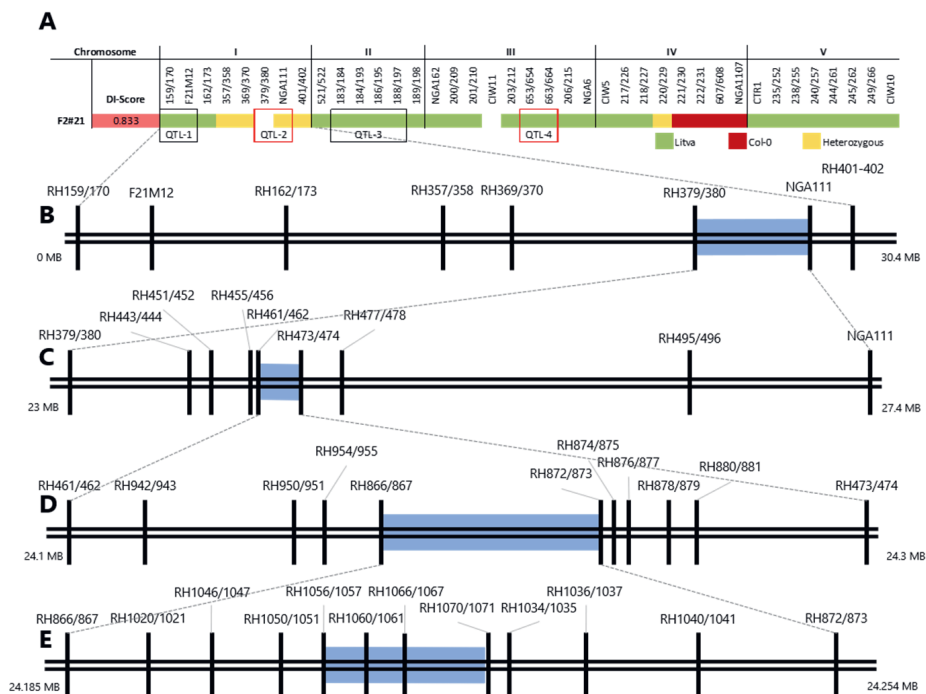 A
Chromosome I II III IV V
DI-Score 159/170 F21M12 162/173 357/358 369/370 379/380 NGA111 401/402 521/522 183/184 184/193 186/195 188/197 189/198 NGA162 200/209 201/210 CIW11 203/212 653/654 663/664 206/215 NGA6 CIW5 217/226 218/227 220/229 221/230 222/231 607/608 NGA1107 CTR1 235/252 238/255 240/257 244/261 245/262 249/266 CIW10
F2#21 0.833
QTL-1 QTL-2 QTL-3 QTL-4
Litva Col-0 Heterozygous
RH401-402
RH159/170 F21M12 RH162/173 RH357/358 RH369/370 RH379/380 NGA111
B
0 MB 30.4 MB
RH451/452 RH455/456
RH443/444 RH461/462 RH477/478
RH379/380 RH473/474 RH495/496 NGA111
C
23 MB 27.4 MB
RH954/955 RH874/875
RH872/873 RH876/877 RH880/881
RH461/462 RH942/943 RH950/951 RH866/867 RH878/879 RH473/474
D
24.1 MB 24.3 MB
RH1046/1047 RH1056/1057 RH1066/1067 RH1036/1037
RH1070/1071 RH1034/1035
RH866/867 RH1020/1021 RH1050/1051 RH1060/1061 RH1040/1041 RH872/873
E
24.185 MB 24.254 MB